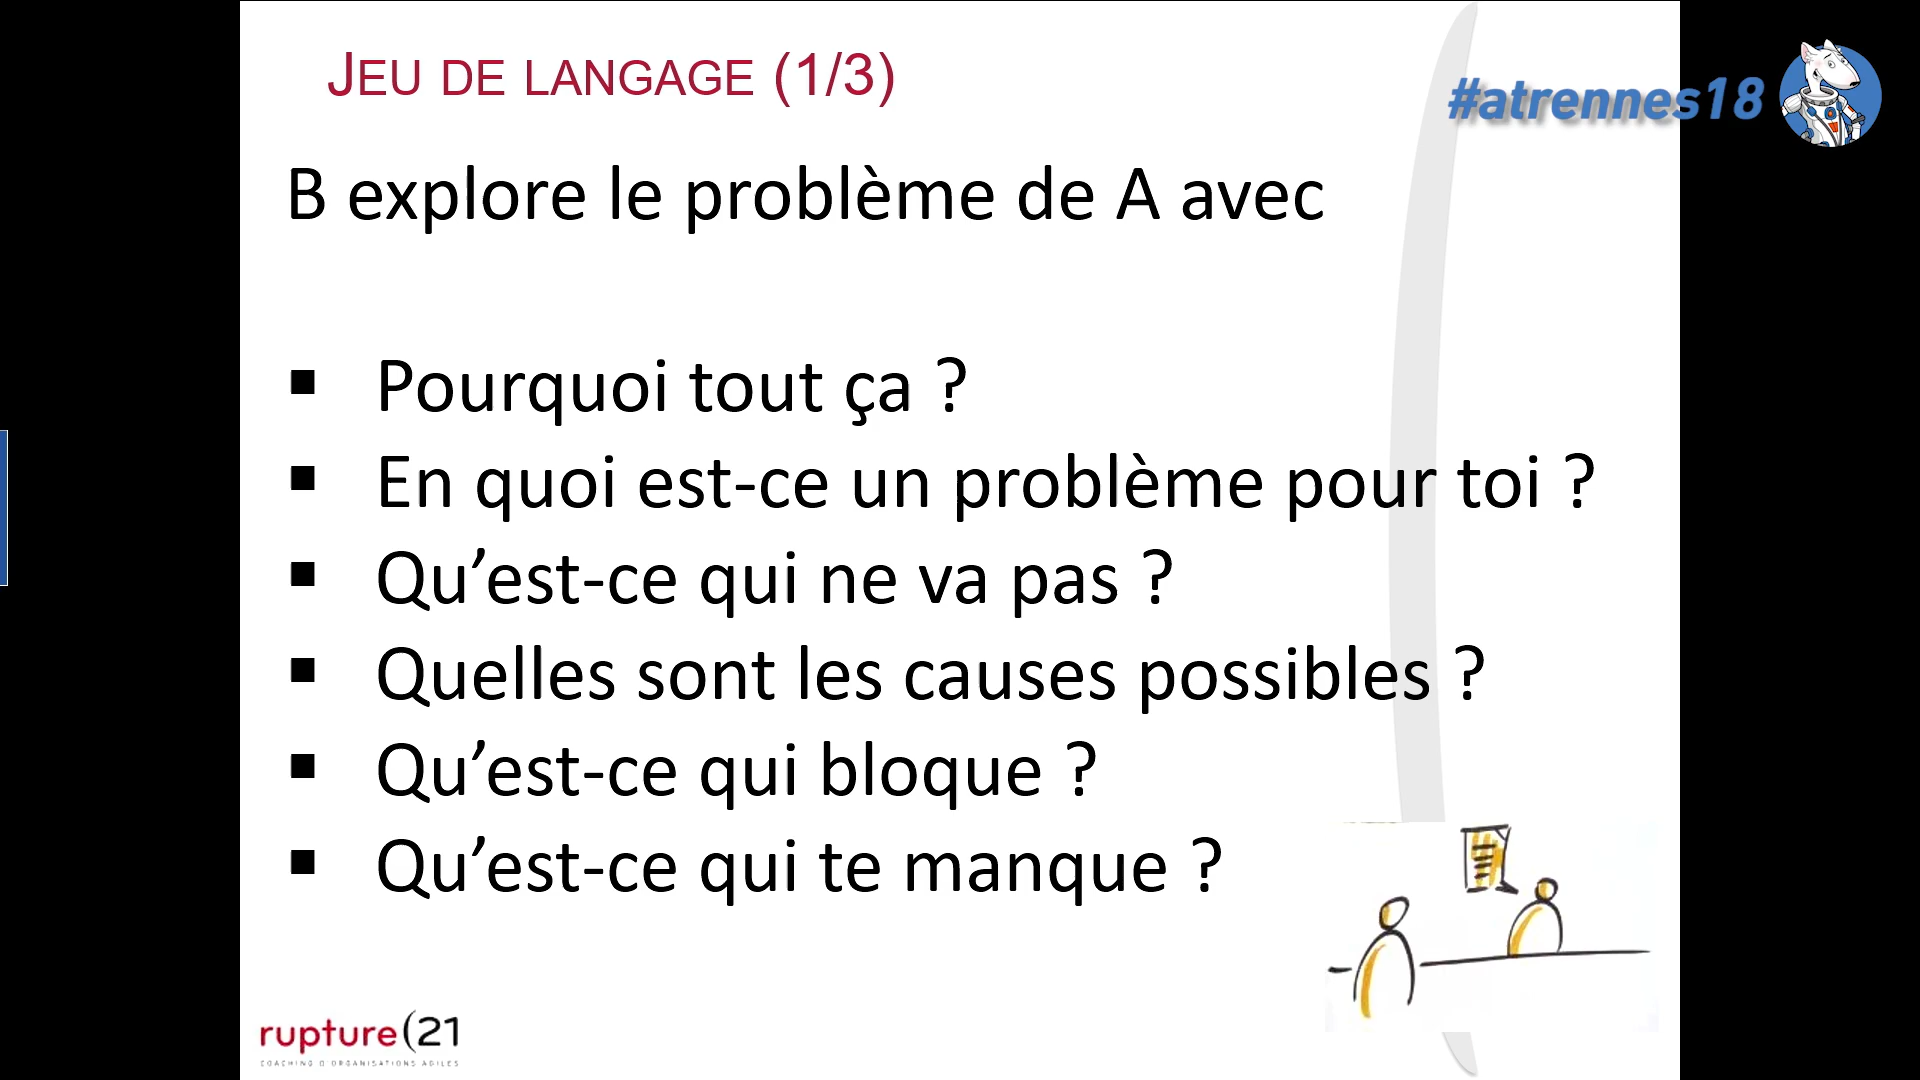 JEU DE LANGAGE (1/3)
#atrennes18
B explore le problème de A avec
▪ Pourquoi tout ça ?
▪ En quoi est-ce un problème pour toi ?
▪ Qu’est-ce qui ne va pas ?
▪ Quelles sont les causes possibles ?
▪ Qu’est-ce qui bloque ?
▪ Qu’est-ce qui te manque ?
rupture(21
COACHING D'ORGANISATIONS AGILES